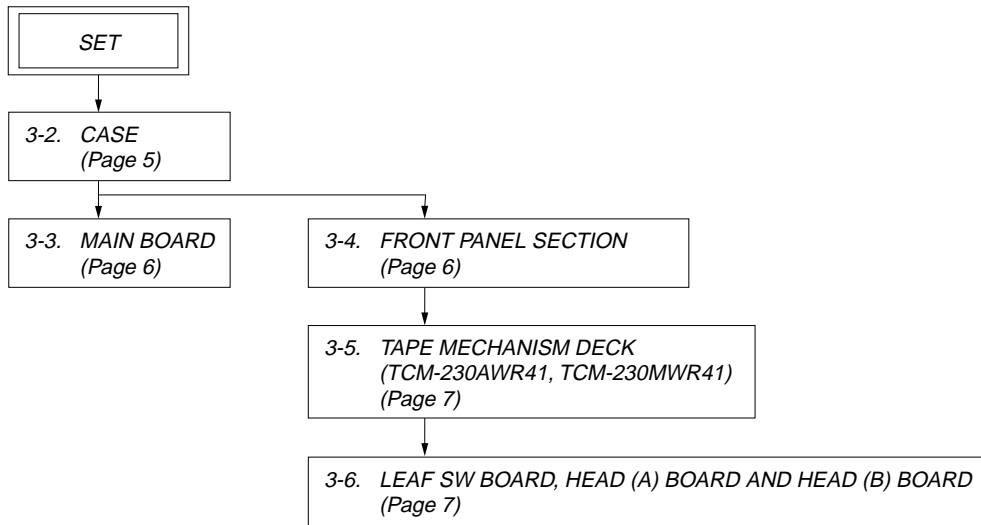 SET
3-2. CASE
(Page 5)
3-3. MAIN BOARD
(Page 6)
3-4. FRONT PANEL SECTION
(Page 6)
3-5. TAPE MECHANISM DECK
(TCM-230AWR41, TCM-230MWR41)
(Page 7)
3-6. LEAF SW BOARD, HEAD (A) BOARD AND HEAD (B) BOARD
(Page 7)